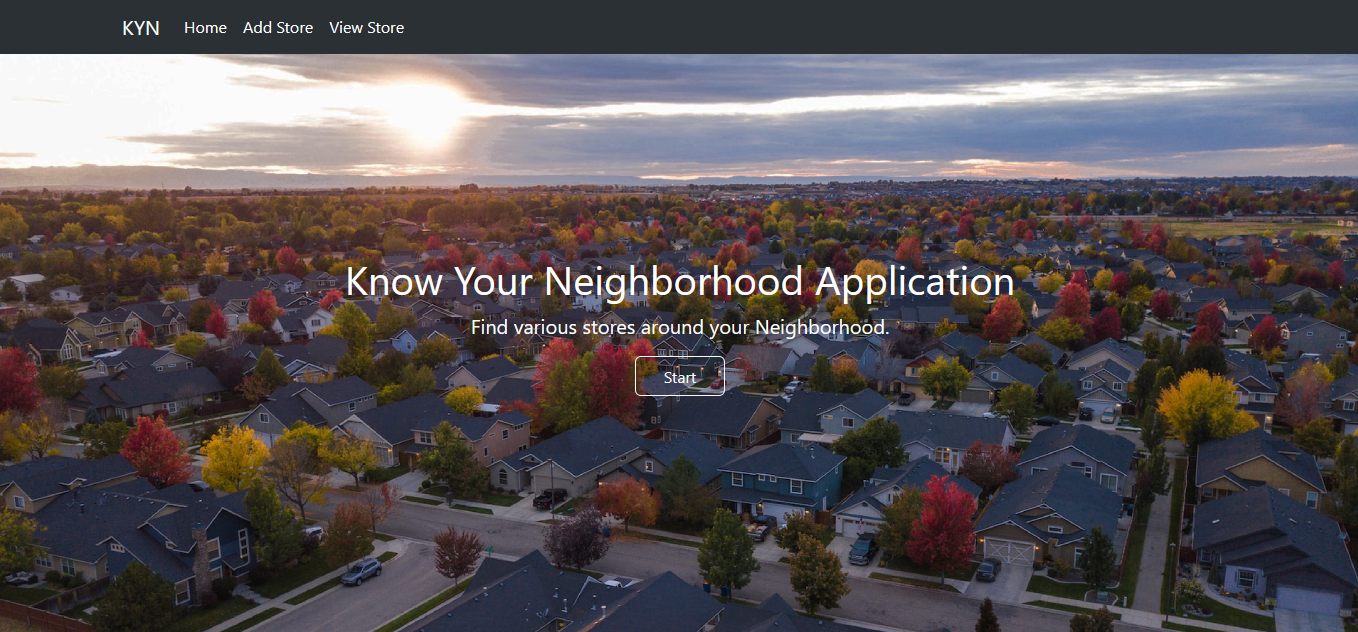 KYN Home Add Store View Store
Know Your Neighborhood Application
Find various stores around your Neighborhood.
Start